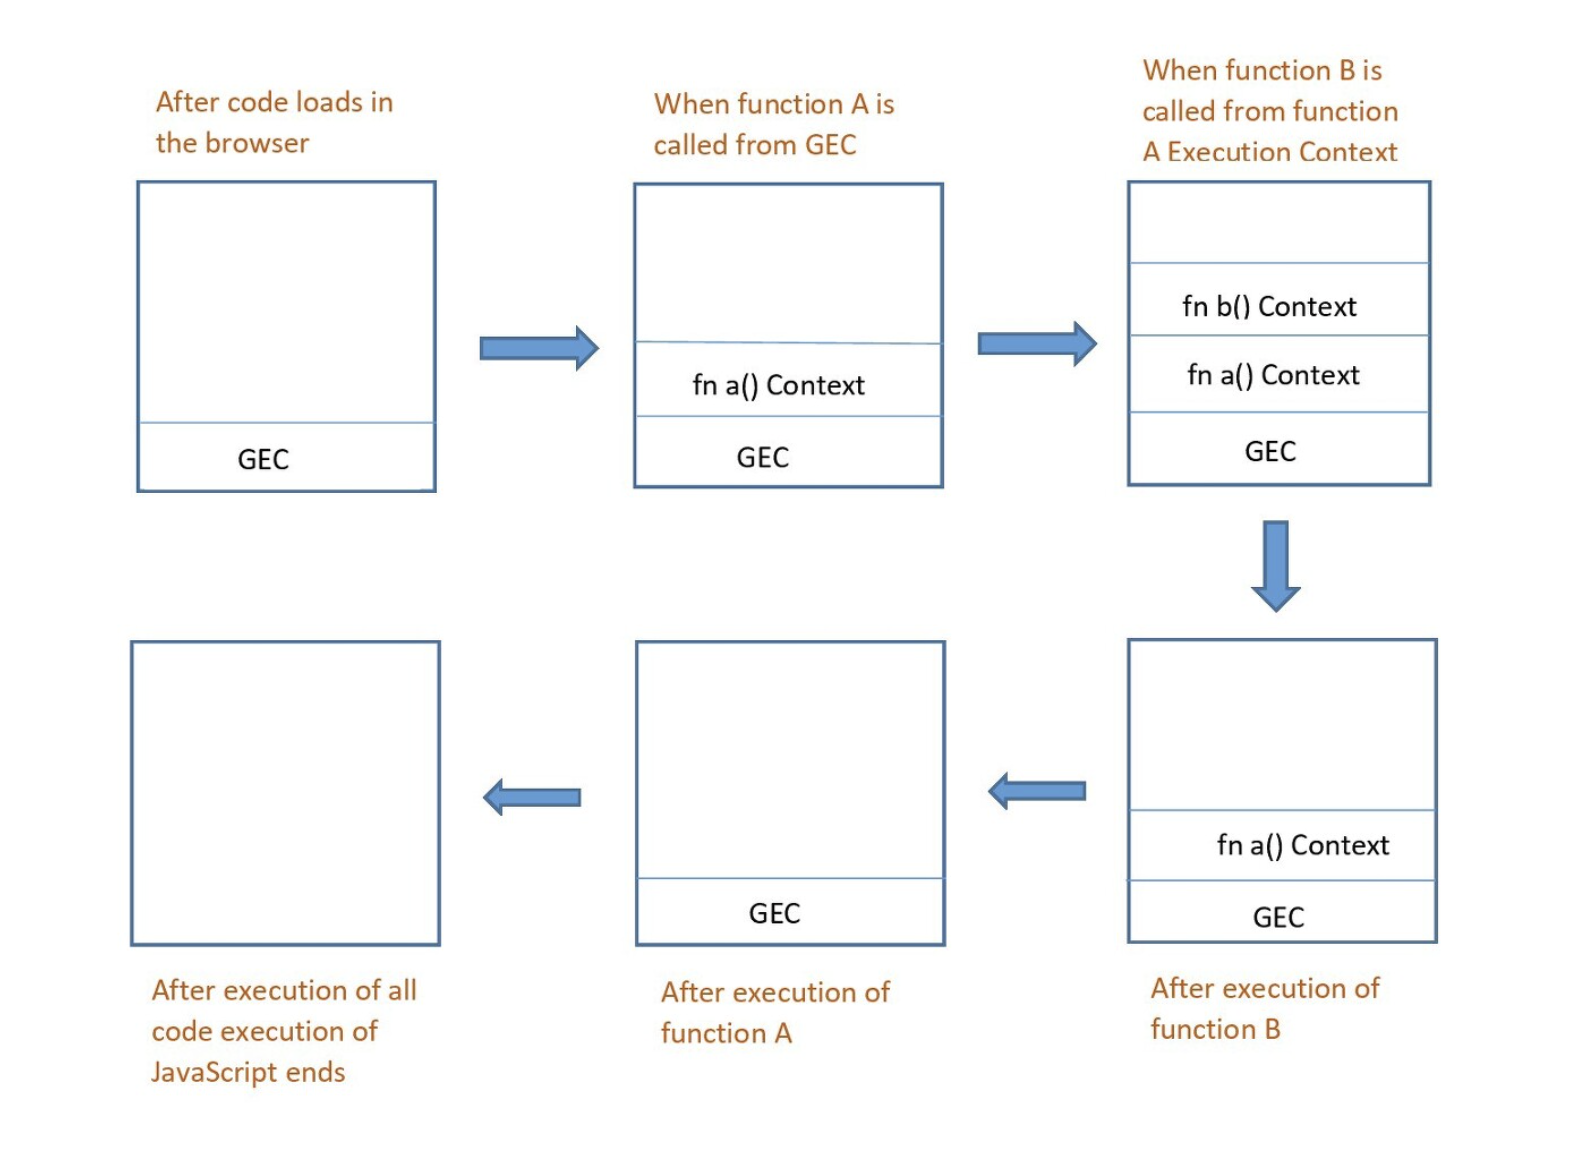 After code loads in
the browser
GEC
When function A is
called from GEC
fn a() Context
GEC
When function B is
called from function
A Execution Context
fn b() Context
fn a() Context
GEC
fn a() Context
GEC
After execution of
function B
GEC
After execution of
function A
After execution of all
code execution of
JavaScript ends